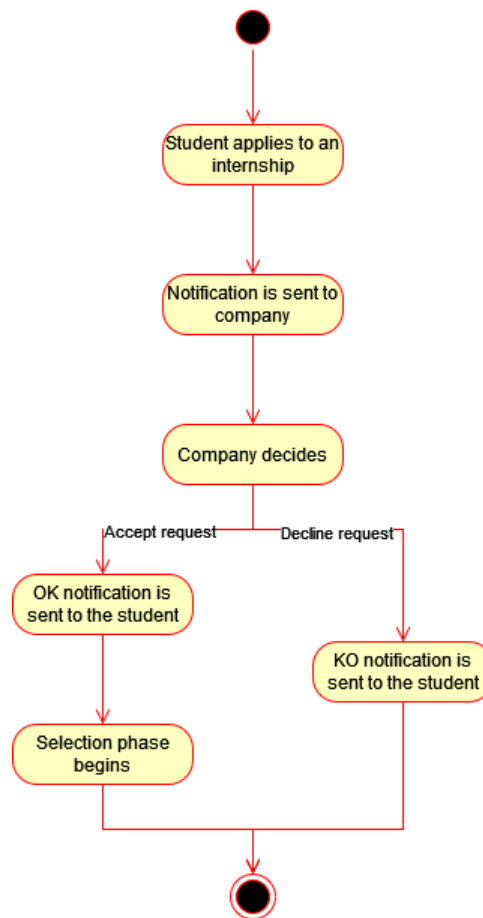 Student applies to an
internship
Notification is sent to
company
Company decides
Accept request
Decline request
OK notification is
sent to the student
KO notification is
sent to the student
Selection phase
begins